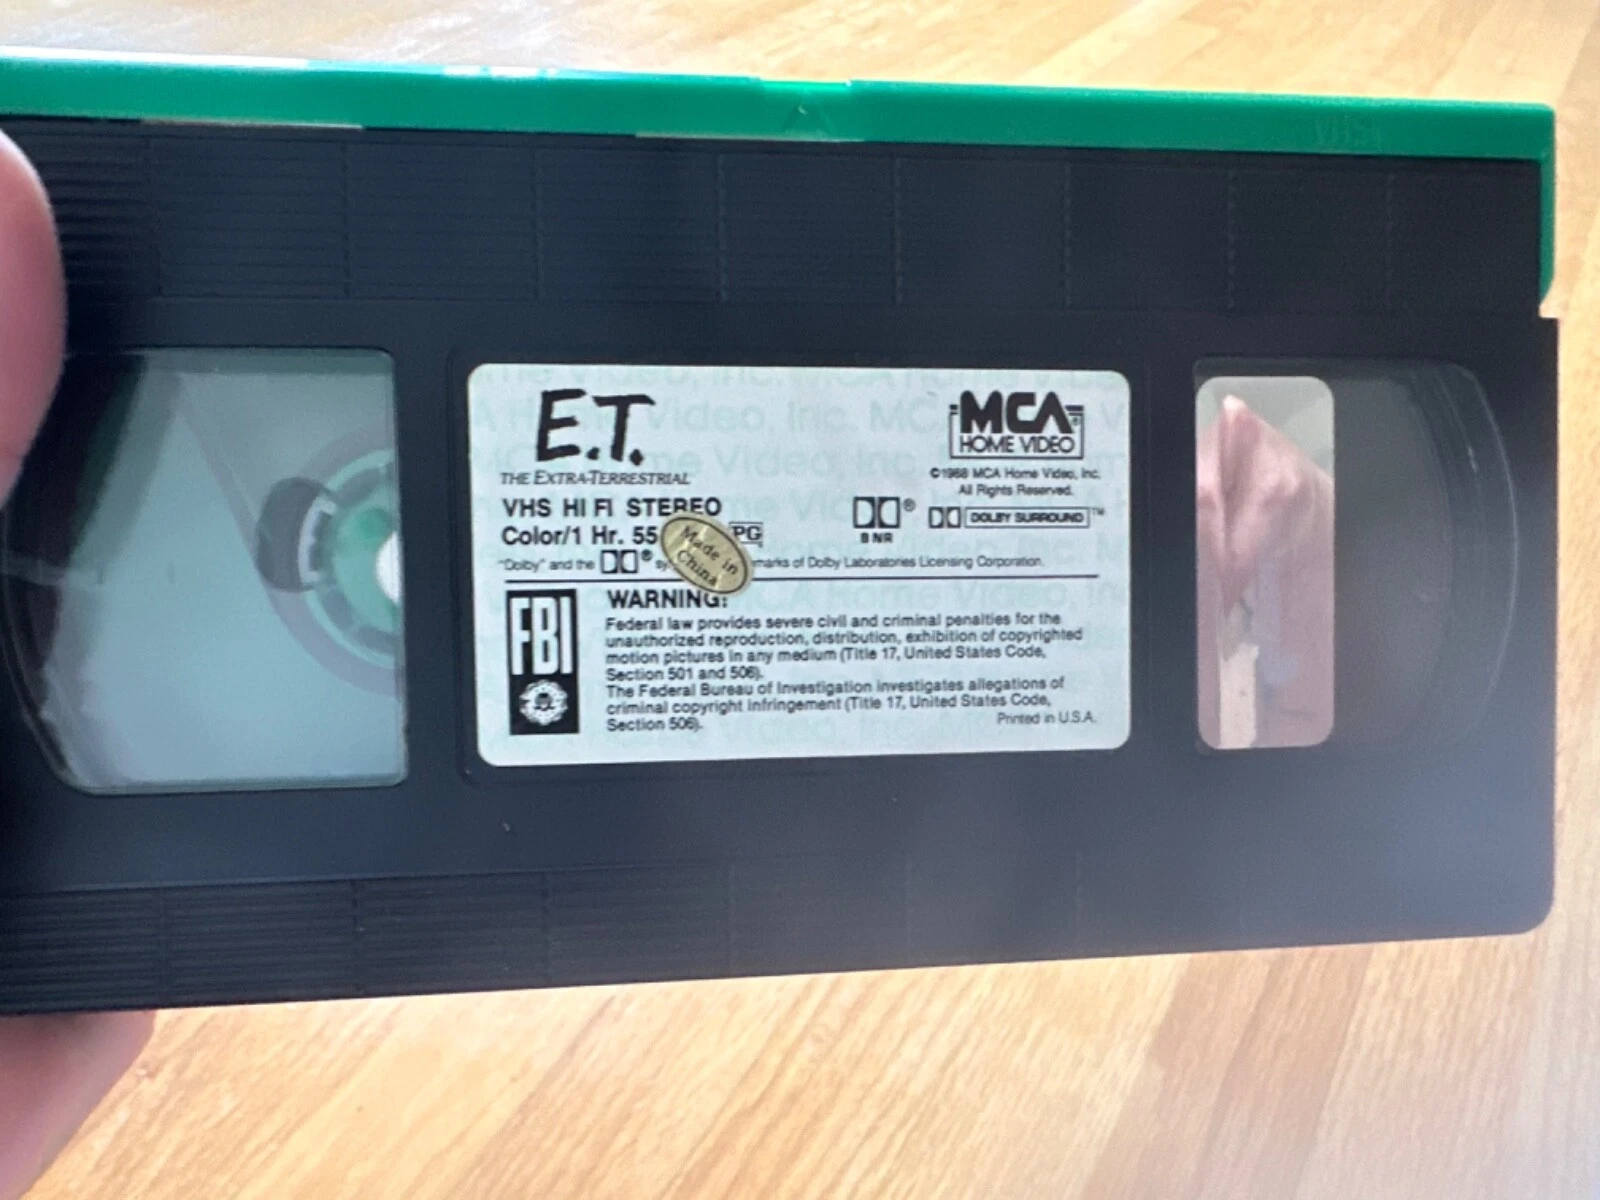 VHS
E.T.
THE EXTRA-TERRESTRIAL
MCA
HOME VIDEO
©1988 MCA Home Video, Inc.
All Rights Reserved.
VHS HI FI STEREO
Color/1 Hr. 55
PG
BNR
DOLBY SURROUND™
"Dolby" and the ® sy marks of Dolby Laboratories Licensing Corporation.
Made in
China
FBI
WARNING:
Federal law provides severe civil and criminal penalties for the
unauthorized reproduction, distribution, exhibition of copyrighted
motion pictures in any medium (Title 17, United States Code,
Section 501 and 506).
The Federal Bureau of Investigation investigates allegations of
criminal copyright infringement (Title 17, United States Code,
Section 506).
Printed in U.S.A.